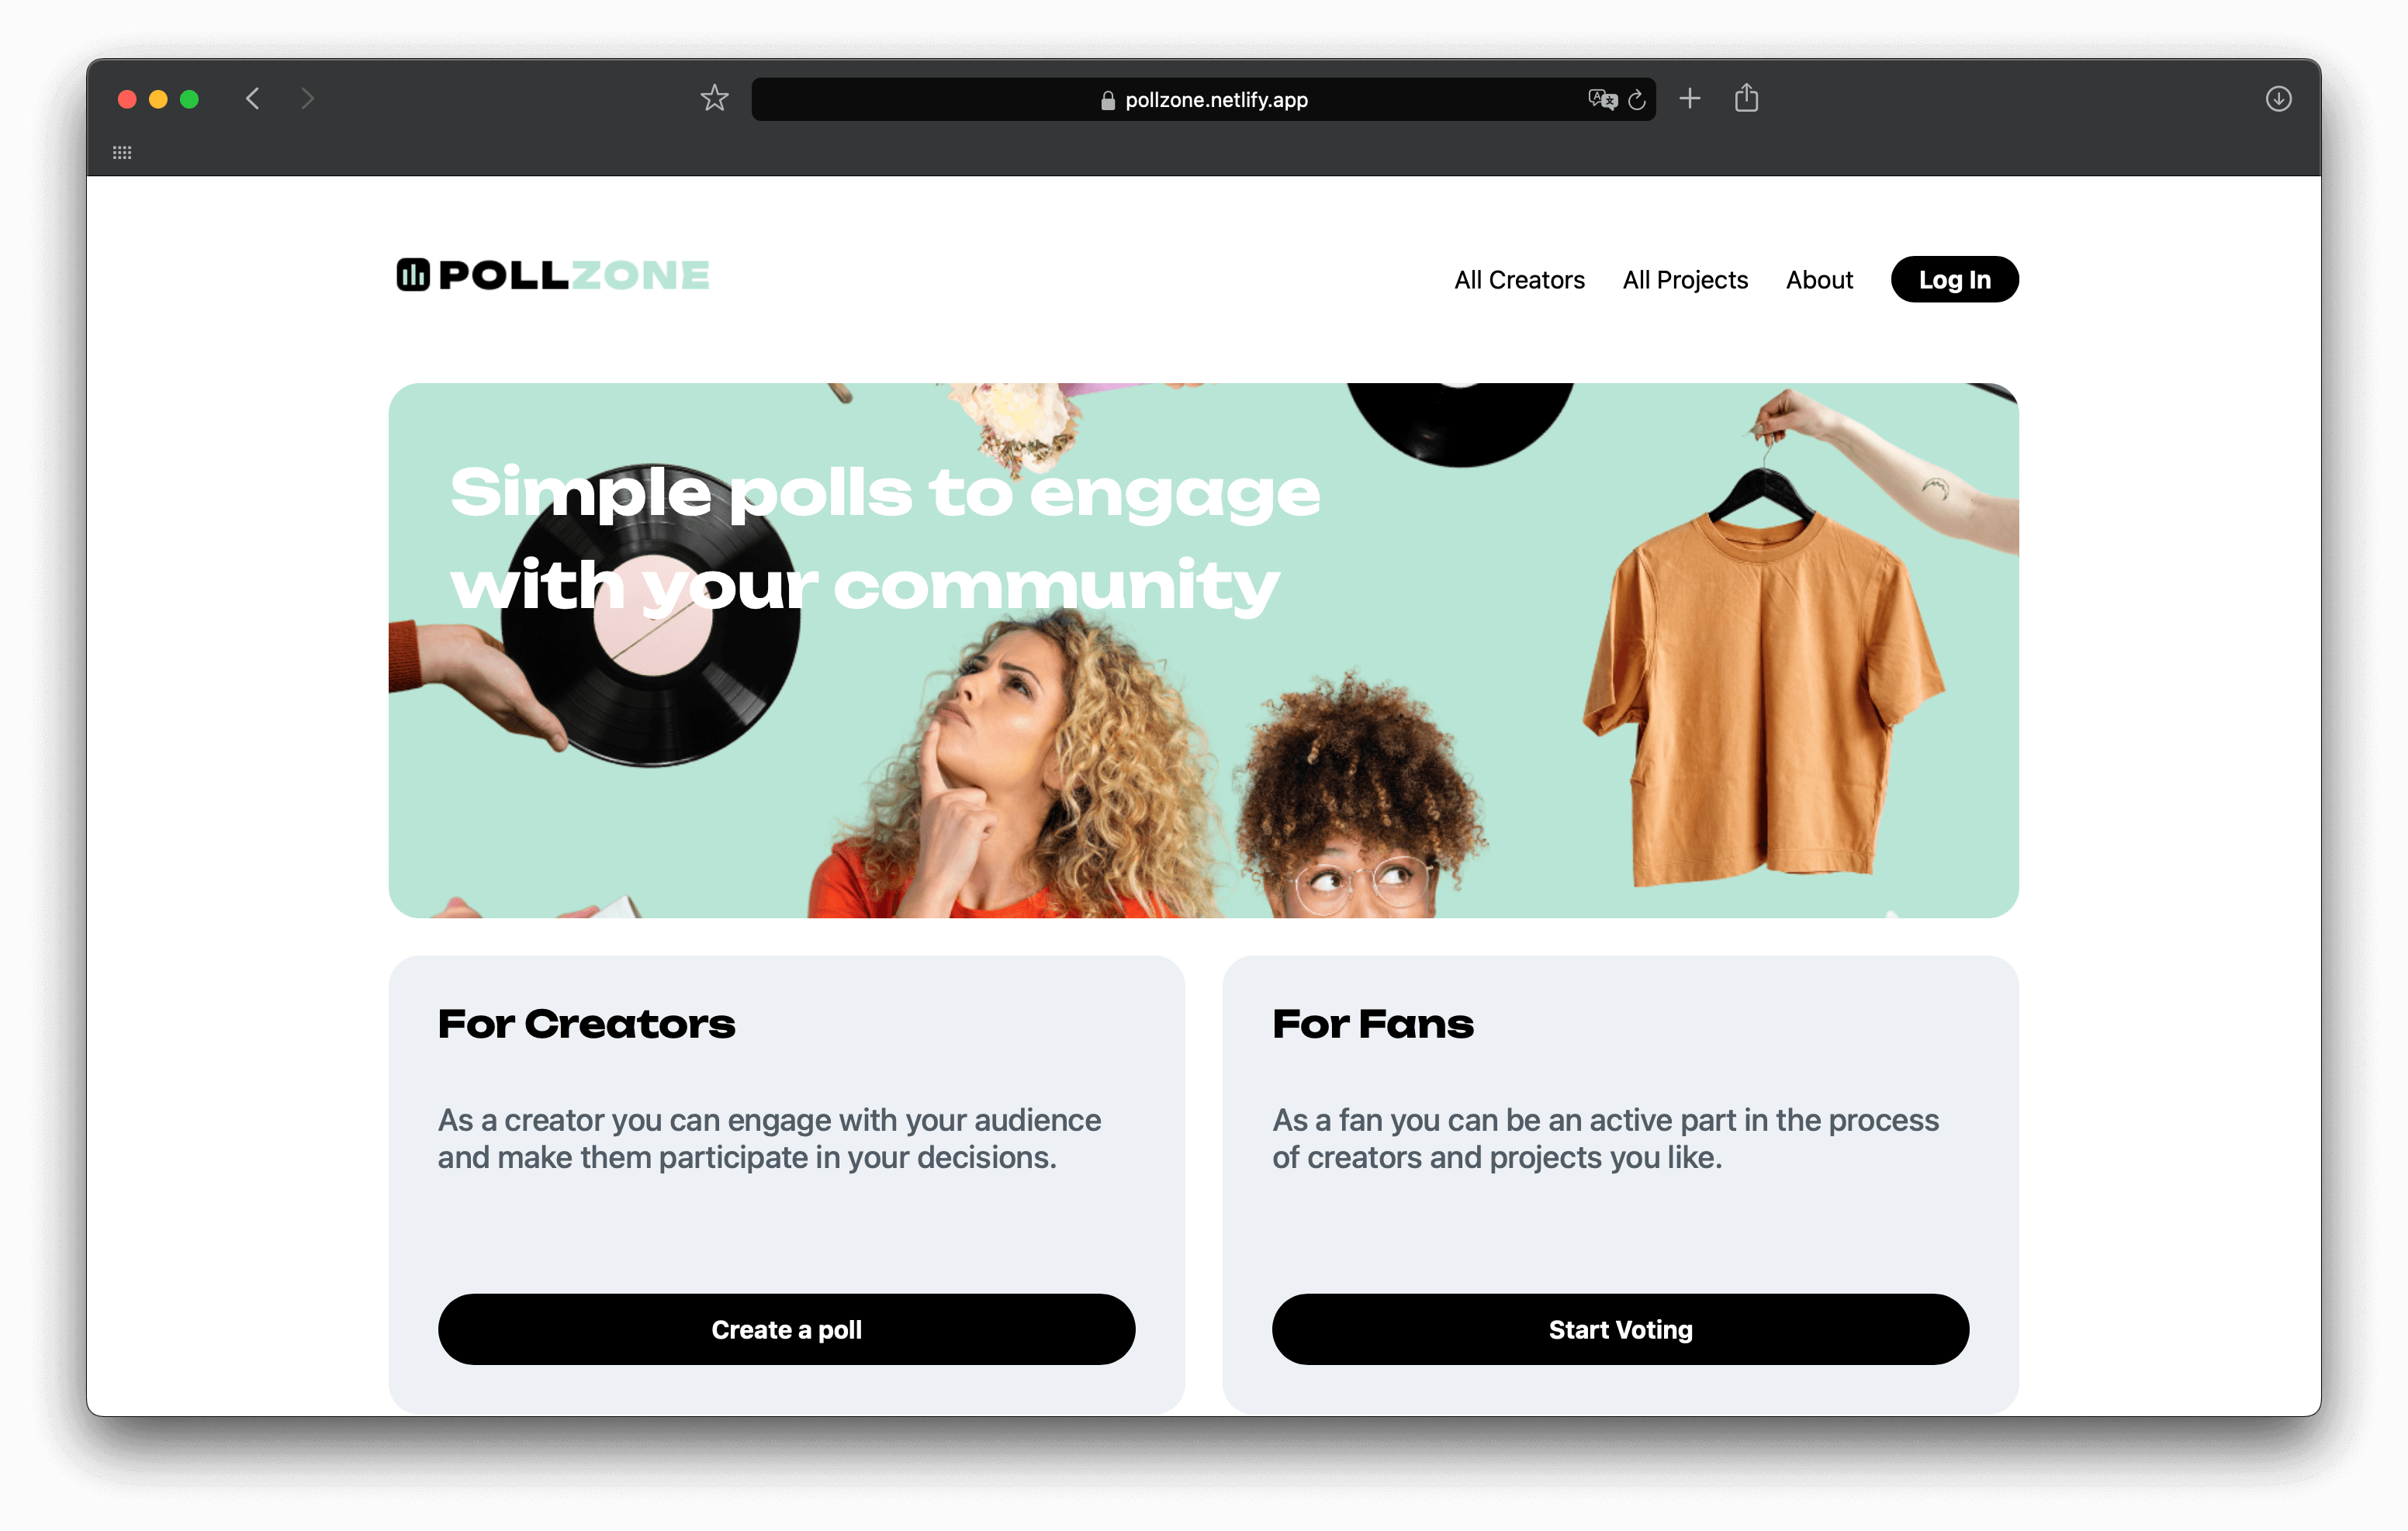 pollzone.netlify.app
POLLZONE
All Creators All Projects About Log In
Simple polls to engage
with your community
For Creators
As a creator you can engage with your audience
and make them participate in your decisions.
Create a poll
For Fans
As a fan you can be an active part in the process
of creators and projects you like.
Start Voting